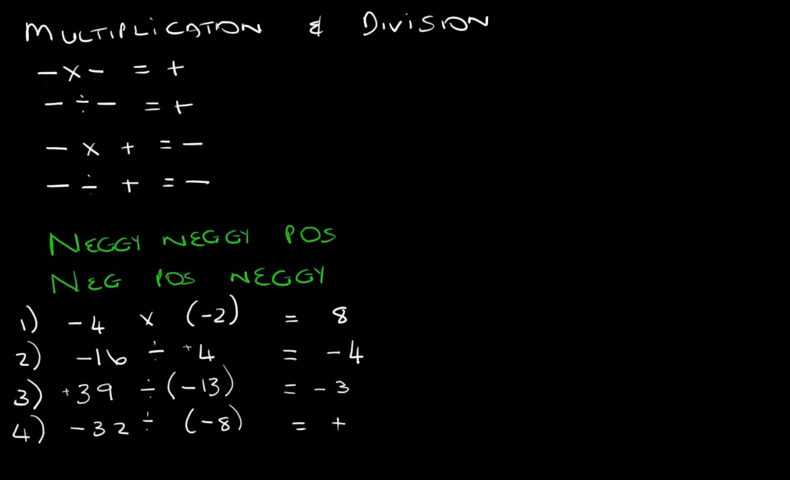 MULTIPLICATION & DIVISION
- x - = +
- ÷ - = +
- x + = -
- ÷ + = -
NEGGY NEGGY POS
NEG POS NEGGY
1) -4 x (-2) = 8
2) -16 ÷ +4 = -4
3) +39 ÷ (-13) = -3
4) -32 ÷ (-8) = +